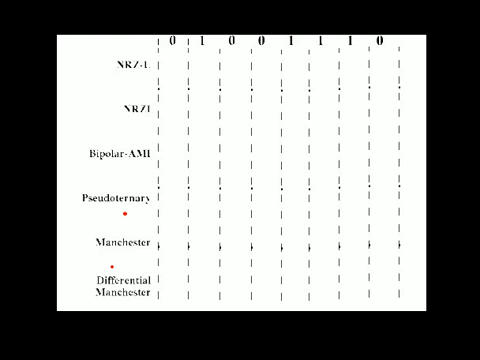 0 1 0 0 1 1 1 0
NRZ-L
NRZI
Bipolar-AMI
Pseudoternary
Manchester
Differential
Manchester